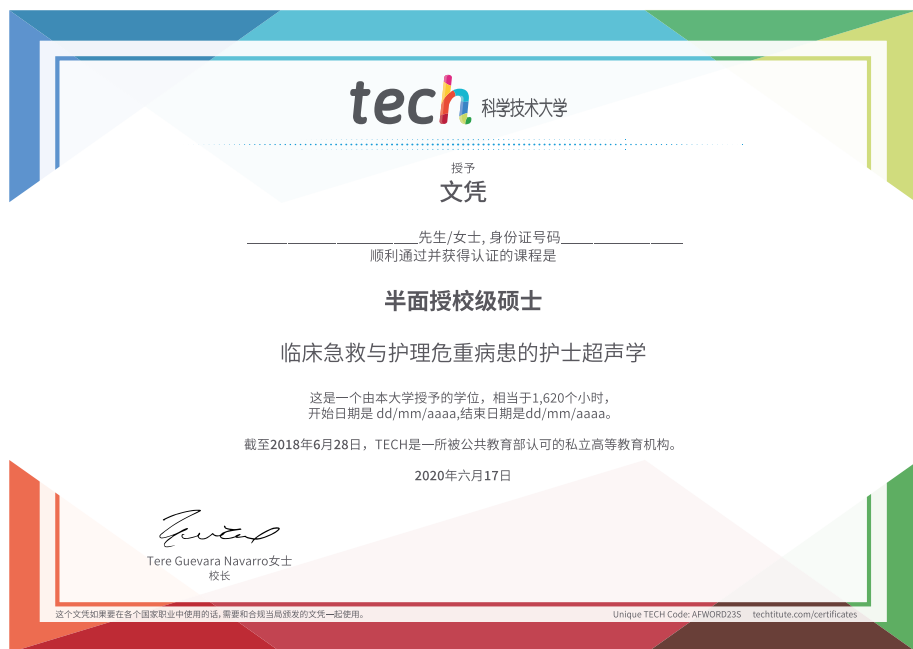 tech 科学技术大学
授予
文凭
____________________先生/女士, 身份证号码______________
顺利通过并获得认证的课程是
半面授校级硕士
临床急救与护理危重病患的护士超声学
这是一个由本大学授予的学位，相当于1,620个小时，
开始日期是 dd/mm/aaaa,结束日期是dd/mm/aaaa。
截至2018年6月28日，TECH是一所被公共教育部认可的私立高等教育机构。
2020年六月17日
Tere Guevara Navarro女士
校长
这个文凭如果要在各个国家职业中使用的话,需要和合规当局颁发的文凭一起使用。
Unique TECH Code: AFWORD23S techtitute.com/certificates